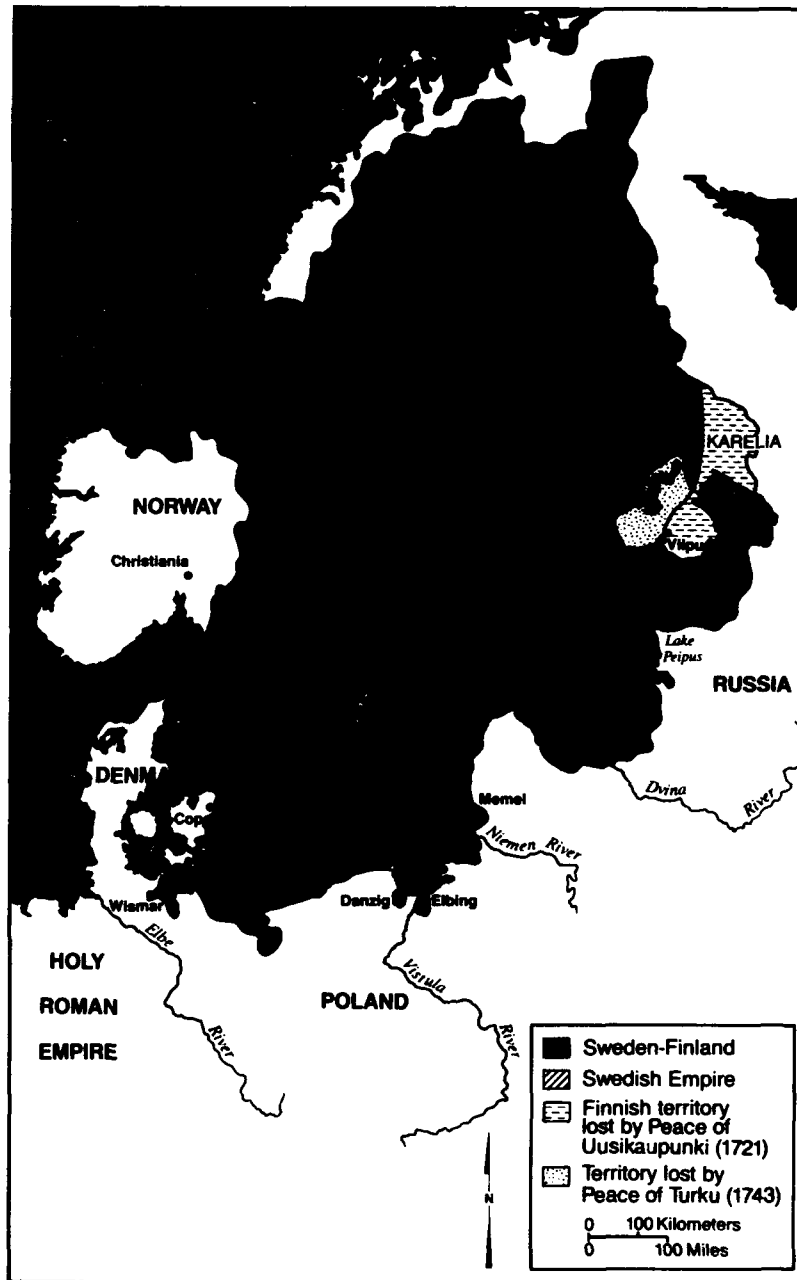 KARELIA
NORWAY
Christiania
Lake
Peipus
RUSSIA
DENMA
Memel
Dvina
River
Cop
Niemen River
Wismar
Danzig
Elbing
Elbe
HOLY
ROMAN
EMPIRE
River
Vistula
River
POLAND
Sweden-Finland
Swedish Empire
Finnish territory
lost by Peace of
Uusikaupunki (1721)
Territory lost by
Peace of Turku (1743)
0 100 Kilometers
0 100 Miles
N